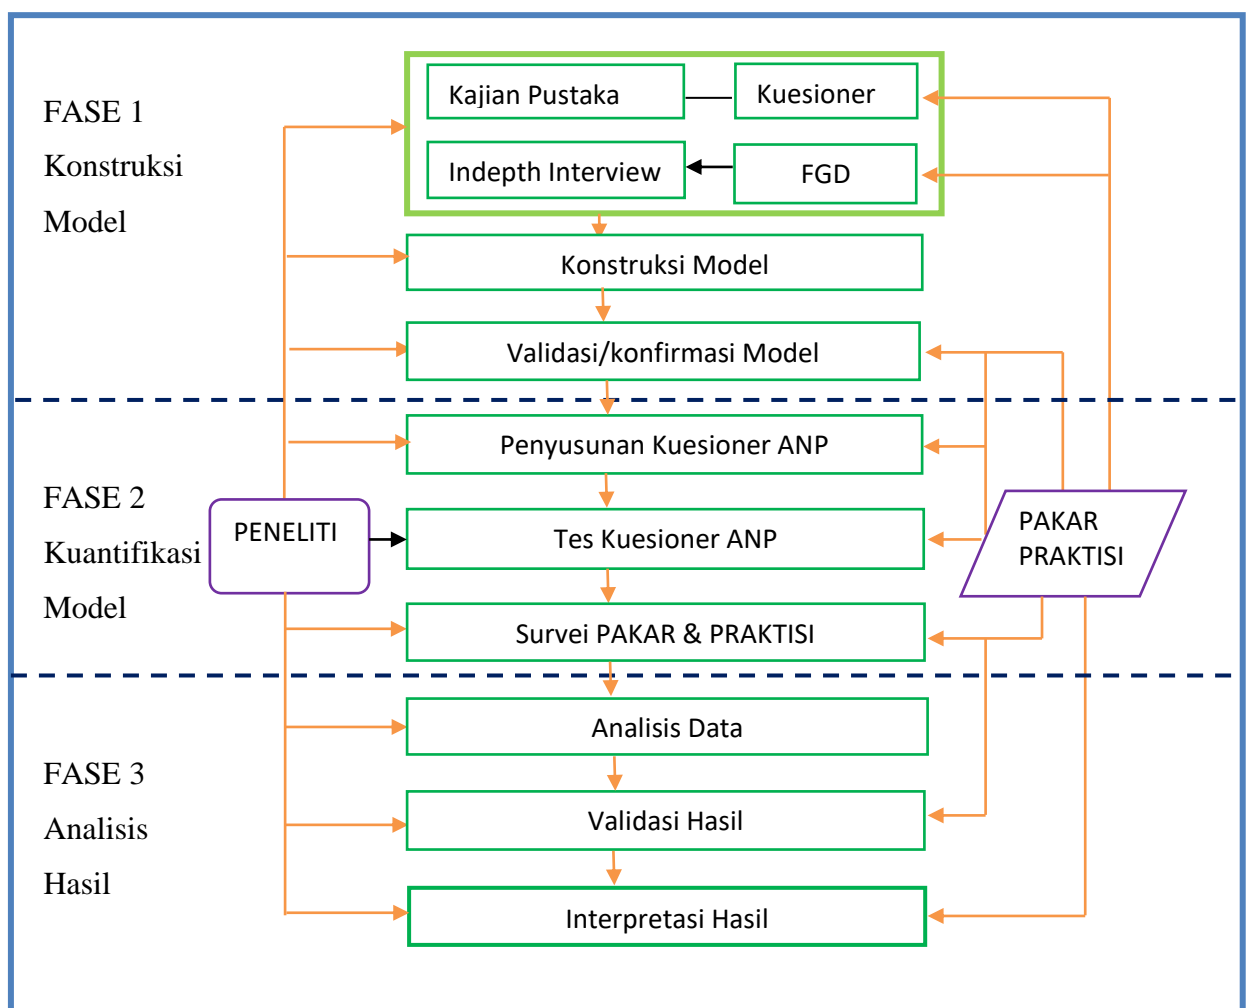 FASE 1
Konstruksi
Model
Kajian Pustaka
Kuesioner
Indepth Interview
FGD
Konstruksi Model
Validasi/konfirmasi Model
FASE 2
Kuantifikasi
Model
PENELITI
Penyusunan Kuesioner ANP
Tes Kuesioner ANP
Survei PAKAR & PRAKTISI
PAKAR
PRAKTISI
FASE 3
Analisis
Hasil
Analisis Data
Validasi Hasil
Interpretasi Hasil